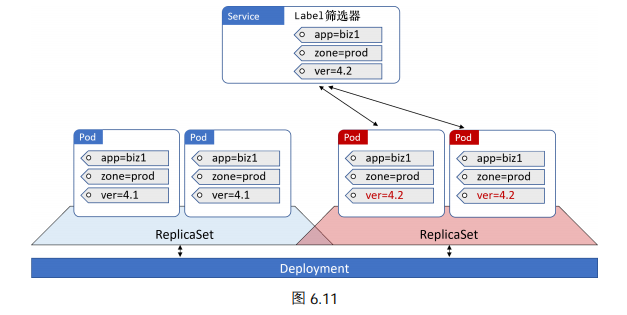 Service
Label筛选器
app=biz1
zone=prod
ver=4.2
Pod
app=biz1
zone=prod
ver=4.1
Pod
app=biz1
zone=prod
ver=4.1
Pod
app=biz1
zone=prod
ver=4.2
Pod
app=biz1
zone=prod
ver=4.2
ReplicaSet
ReplicaSet
Deployment
图 6.11